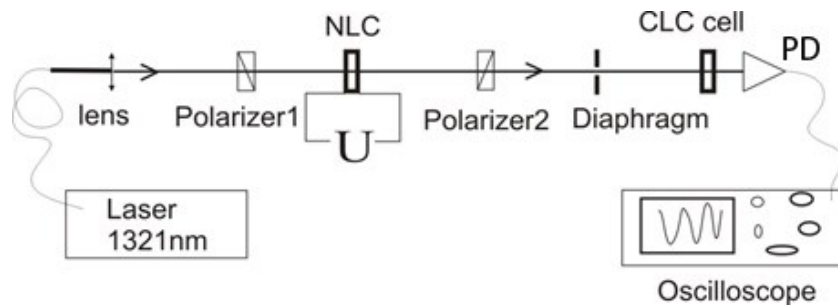 NLC
CLC cell
PD
lens
Polarizer1
U
Polarizer2
Diaphragm
Laser
1321nm
Oscilloscope